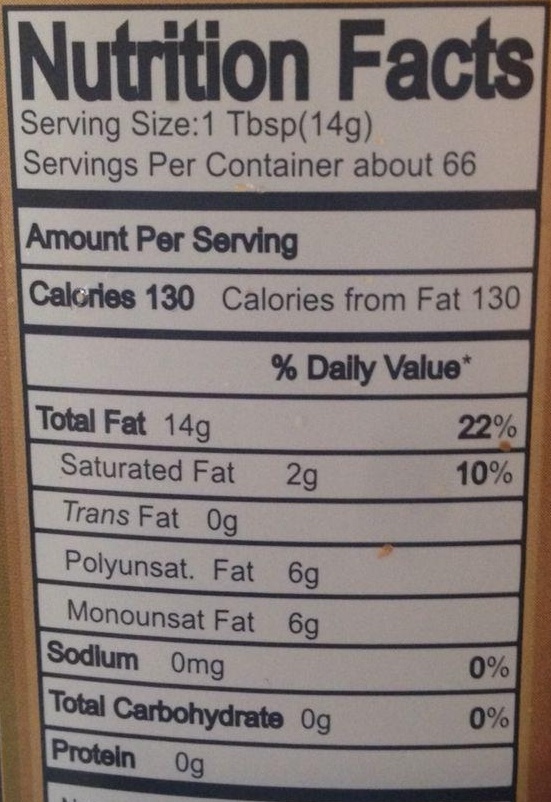 Nutrition Facts
Serving Size:1 Tbsp(14g)
Servings Per Container about 66
Amount Per Serving
Calories 130 Calories from Fat 130
% Daily Value*
Total Fat 14g 22%
Saturated Fat 2g 10%
Trans Fat 0g
Polyunsat. Fat 6g
Monounsat Fat 6g
Sodium 0mg 0%
Total Carbohydrate 0g 0%
Protein 0g